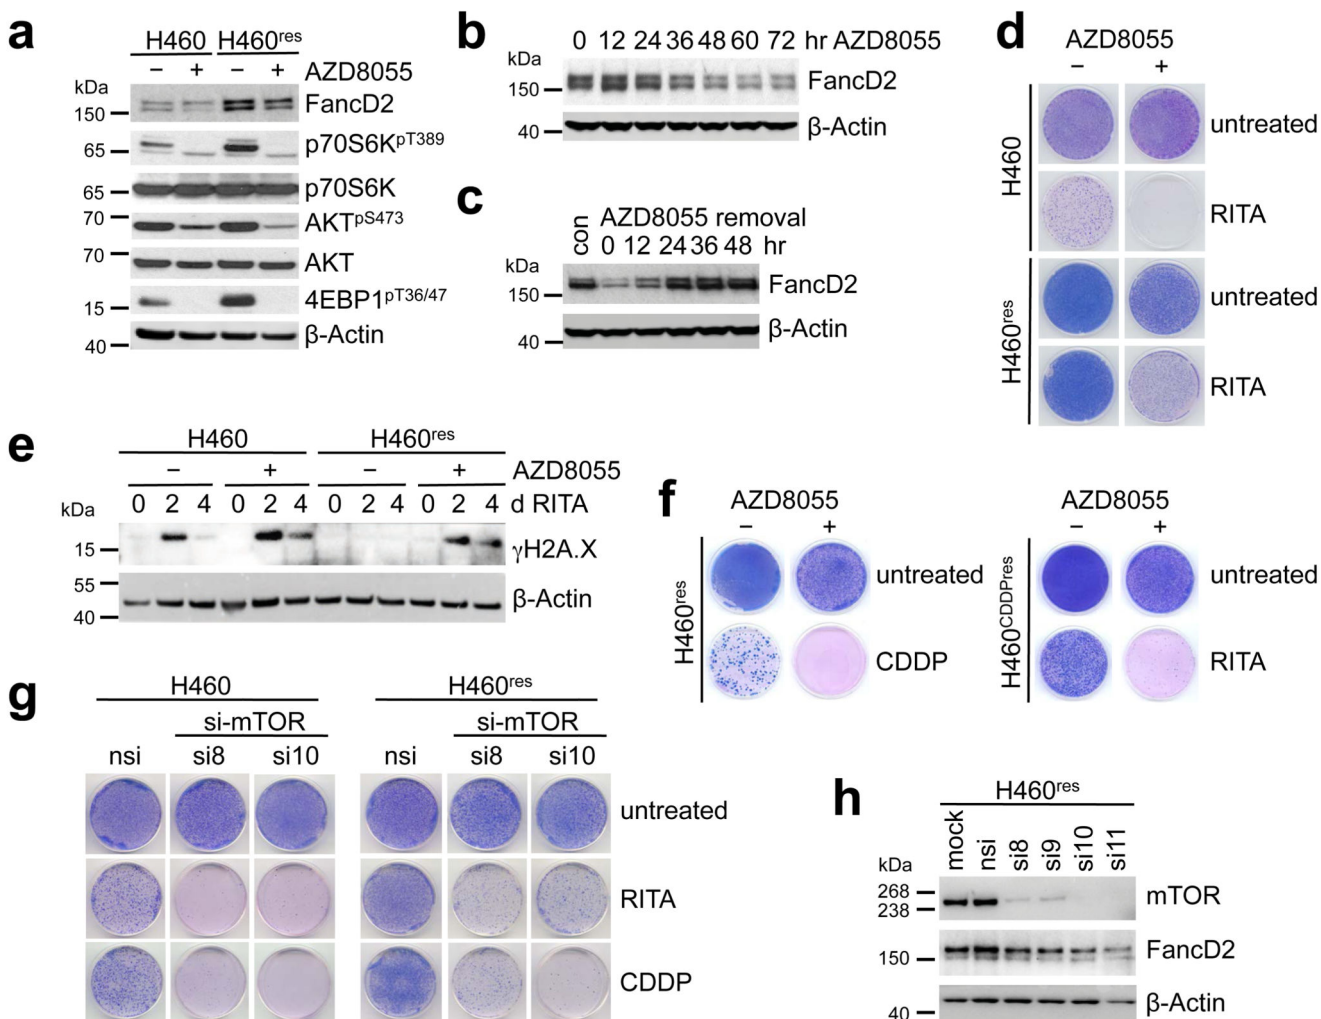 a
H460 H460res
– + – + AZD8055
kDa
150 FancD2
65 p70S6KpT389
65 p70S6K
70 AKTpS473
70 AKT
15 4EBP1pT36/47
40 β-Actin
b
0 12 24 36 48 60 72 hr AZD8055
kDa
150 FancD2
40 β-Actin
c
con AZD8055 removal
0 12 24 36 48 hr
kDa
150 FancD2
40 β-Actin
d
AZD8055
– +
H460
untreated
RITA
H460res
untreated
RITA
e
H460 H460res
– + – + AZD8055
0 2 4 0 2 4 0 2 4 0 2 4 d RITA
kDa
15 γH2A.X
55
40 β-Actin
f
AZD8055
– +
H460res
untreated
CDDP
AZD8055
– +
H460CDDPres
untreated
RITA
g
H460 H460res
si-mTOR si-mTOR
nsi si8 si10 nsi si8 si10
untreated
RITA
CDDP
h
H460res
mock nsi si8 si9 si10 si11
kDa
268
238 mTOR
150 FancD2
40 β-Actin